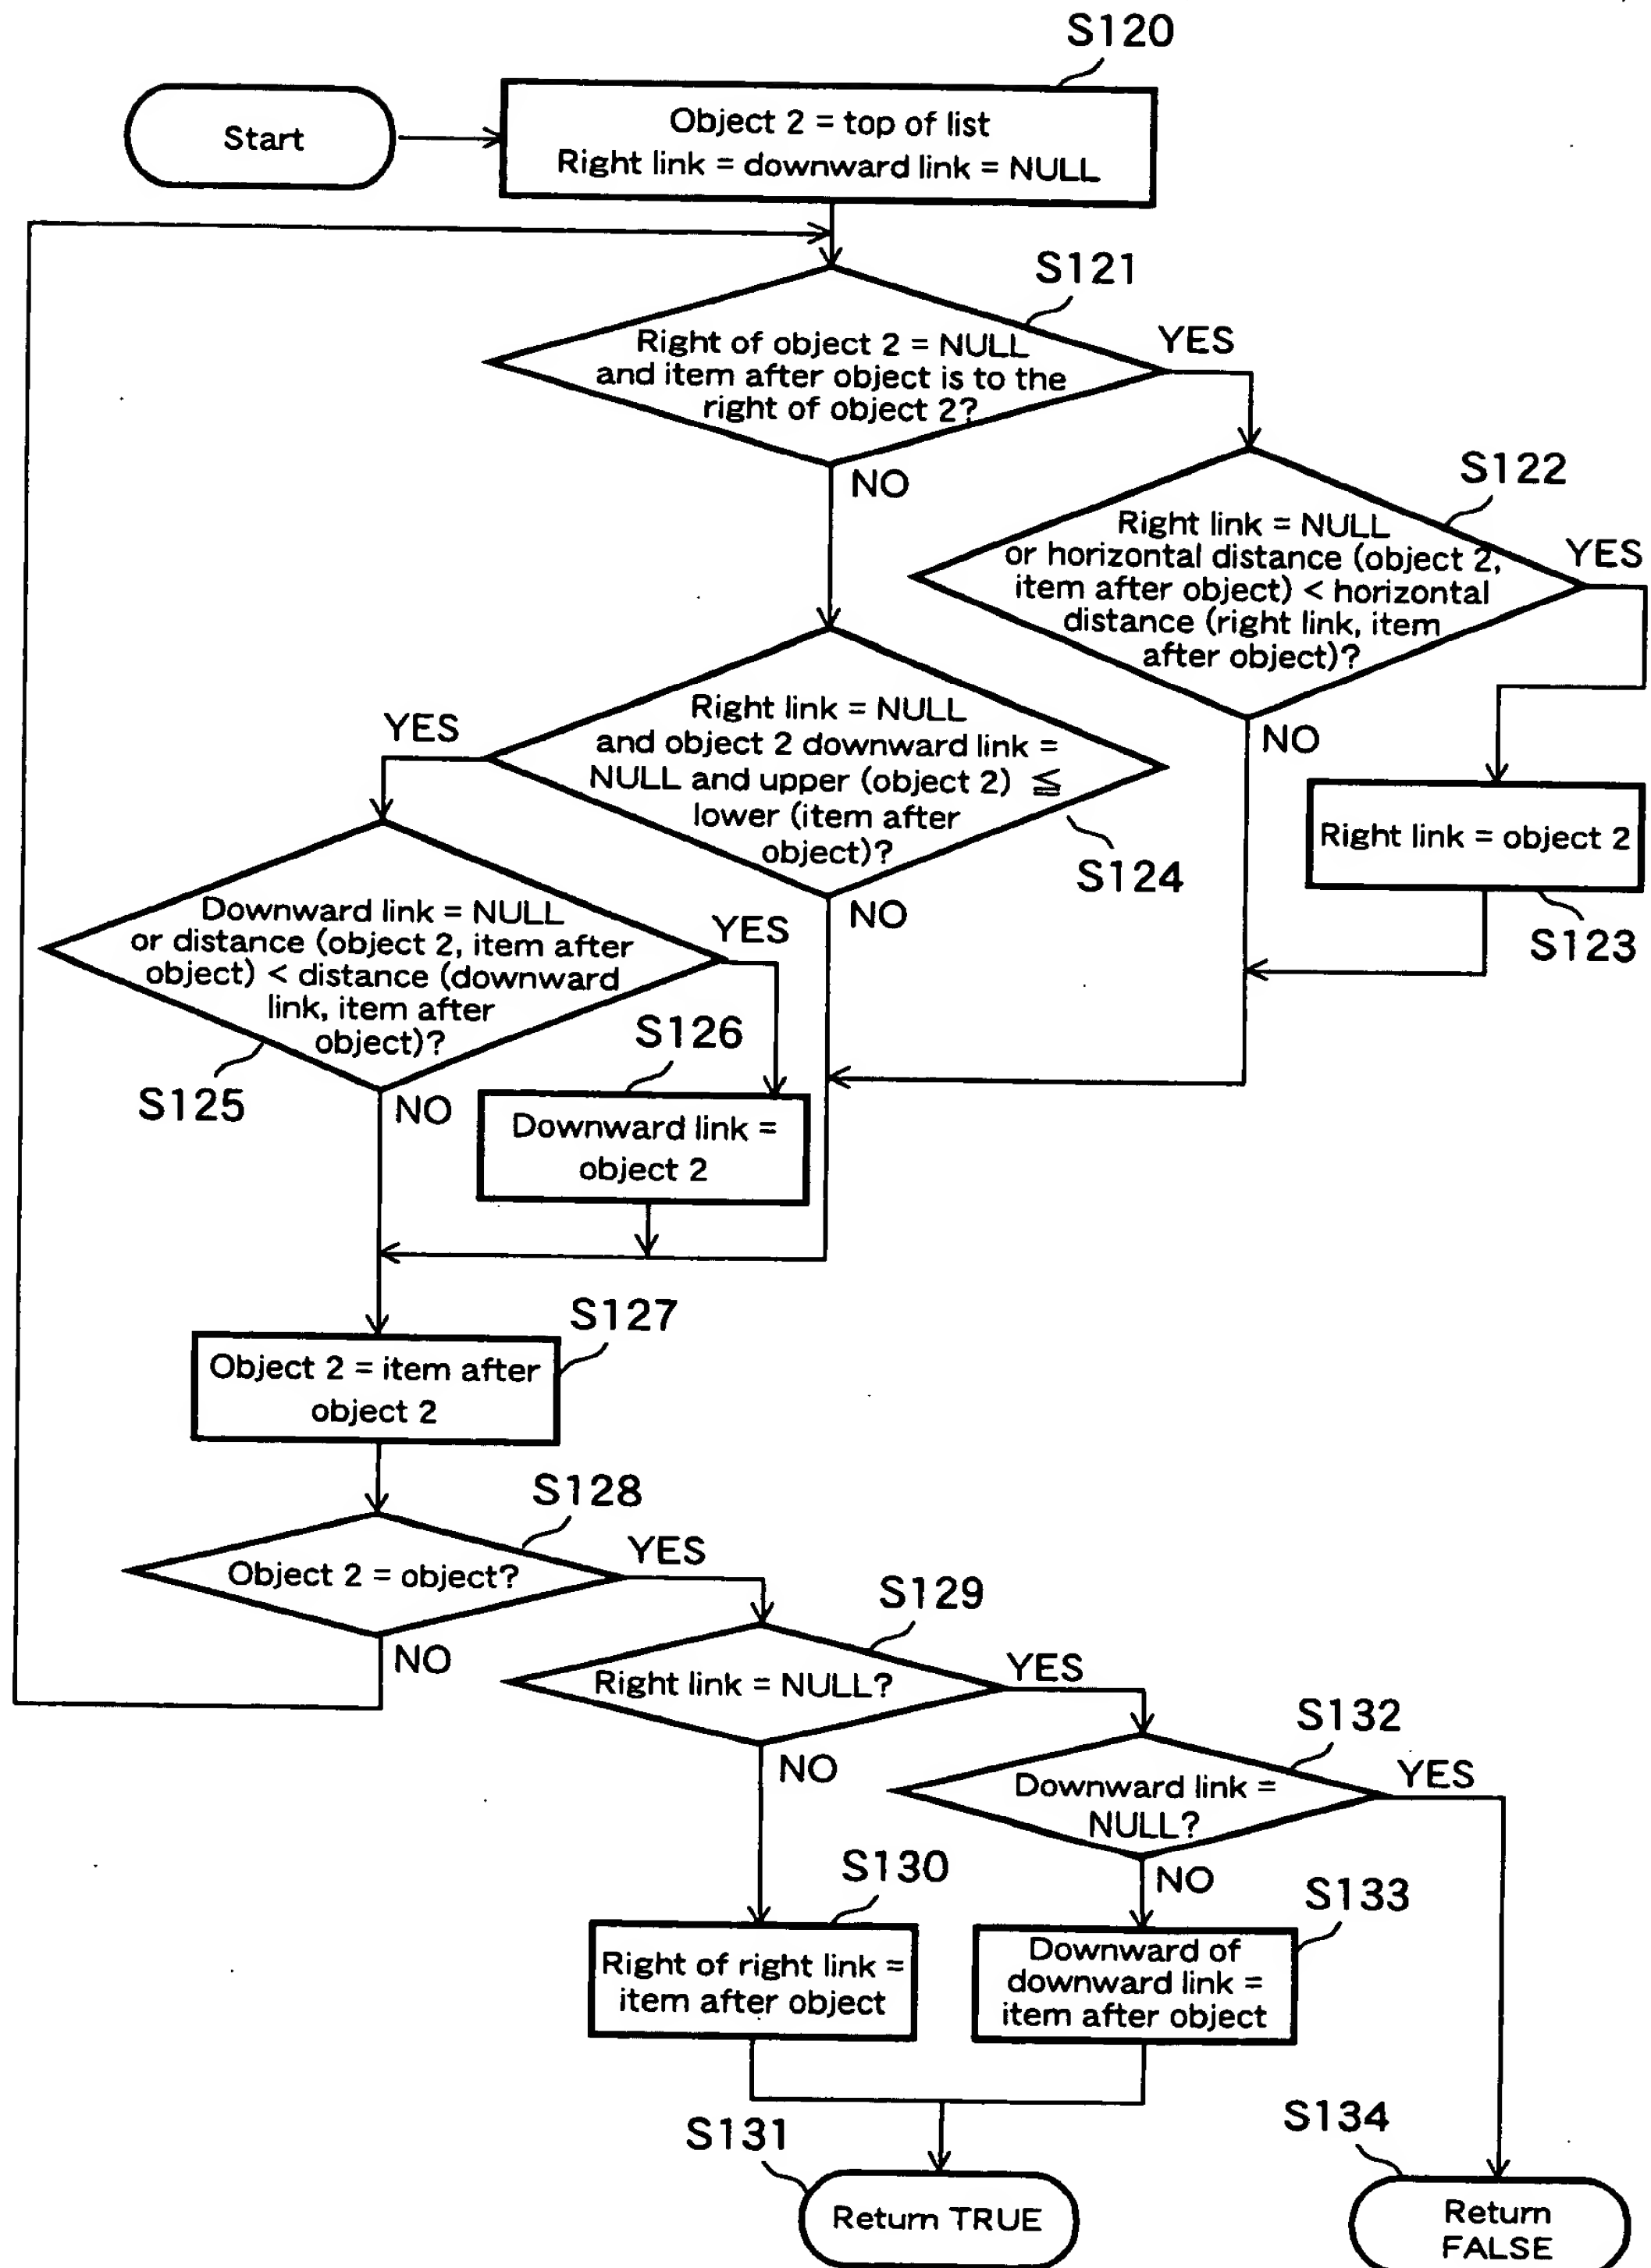 S120
Start
Object 2 = top of list
Right link = downward link = NULL
S121
Right of object 2 = NULL
and item after object is to the
right of object 2?
YES
NO
S122
Right link = NULL
or horizontal distance (object 2,
item after object) < horizontal
distance (right link, item
after object)?
YES
NO
Right link = object 2
S123
Right link = NULL
and object 2 downward link =
NULL and upper (object 2) ≦
lower (item after
object)?
YES
S124
NO
Downward link = NULL
or distance (object 2, item after
object) < distance (downward
link, item after
object)?
YES
S125
NO
S126
Downward link =
object 2
S127
Object 2 = item after
object 2
S128
Object 2 = object?
YES
NO
S129
Right link = NULL?
YES
NO
S132
Downward link =
NULL?
YES
NO
S130
Right of right link =
item after object
S133
Downward of
downward link =
item after object
S131
Return TRUE
S134
Return
FALSE